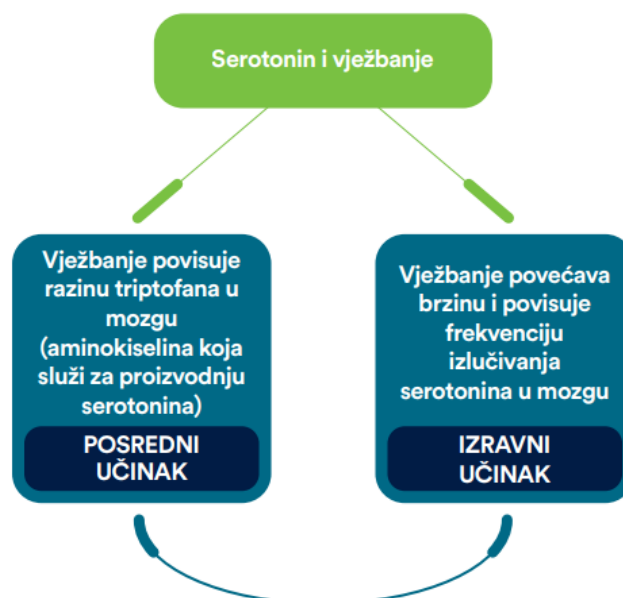 Serotonin i vježbanje
Vježbanje povisuje
razinu triptofana u
mozgu
(aminokiselina koja
služi za proizvodnju
serotonina)
POSREDNI
UČINAK
Vježbanje povećava
brzinu i povisuje
frekvenciju
izlučivanja
serotonina u mozgu
IZRAVNI
UČINAK